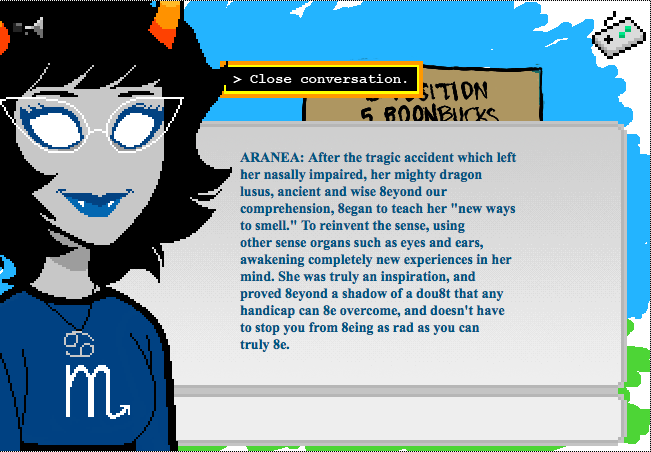 > Close conversation.
5 BOONBUCKS
ARANEA: After the tragic accident which left
her nasally impaired, her mighty dragon
lusus, ancient and wise 8eyond our
comprehension, 8egan to teach her "new ways
to smell." To reinvent the sense, using
other sense organs such as eyes and ears,
awakening completely new experiences in her
mind. She was truly an inspiration, and
proved 8eyond a shadow of a dou8t that any
handicap can 8e overcome, and doesn't have
to stop you from 8eing as rad as you can
truly 8e.